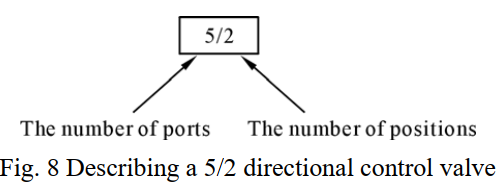 5/2
The number of ports The number of positions
Fig. 8 Describing a 5/2 directional control valve